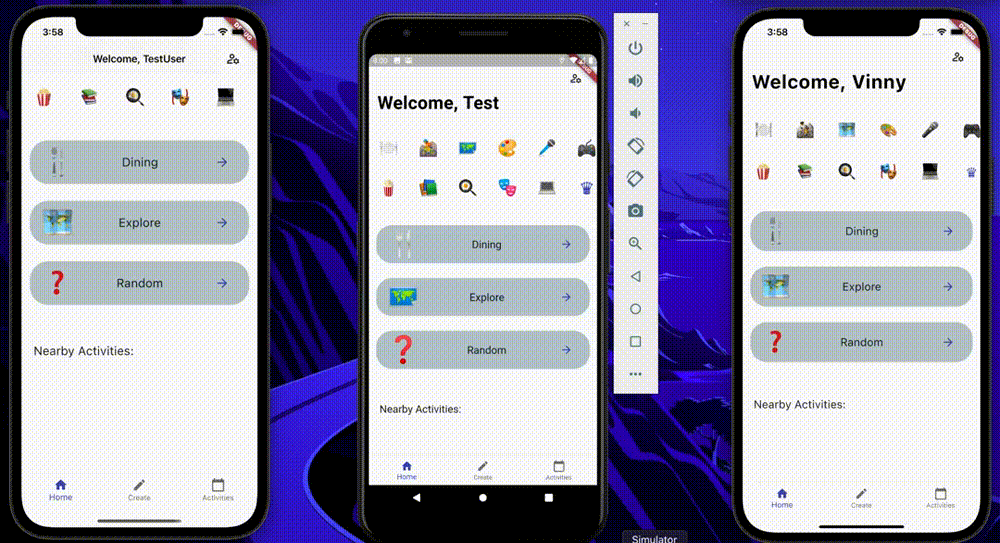 3:58
DEBUG
Welcome, TestUser
Dining
Explore
Random
Nearby Activities:
Home
Create
Activities
Welcome, Test
Dining
Explore
Random
Nearby Activities:
Home
Create
Activities
3:58
DEBUG
Welcome, Vinny
Dining
Explore
Random
Nearby Activities:
Home
Create
Activities
Simulator